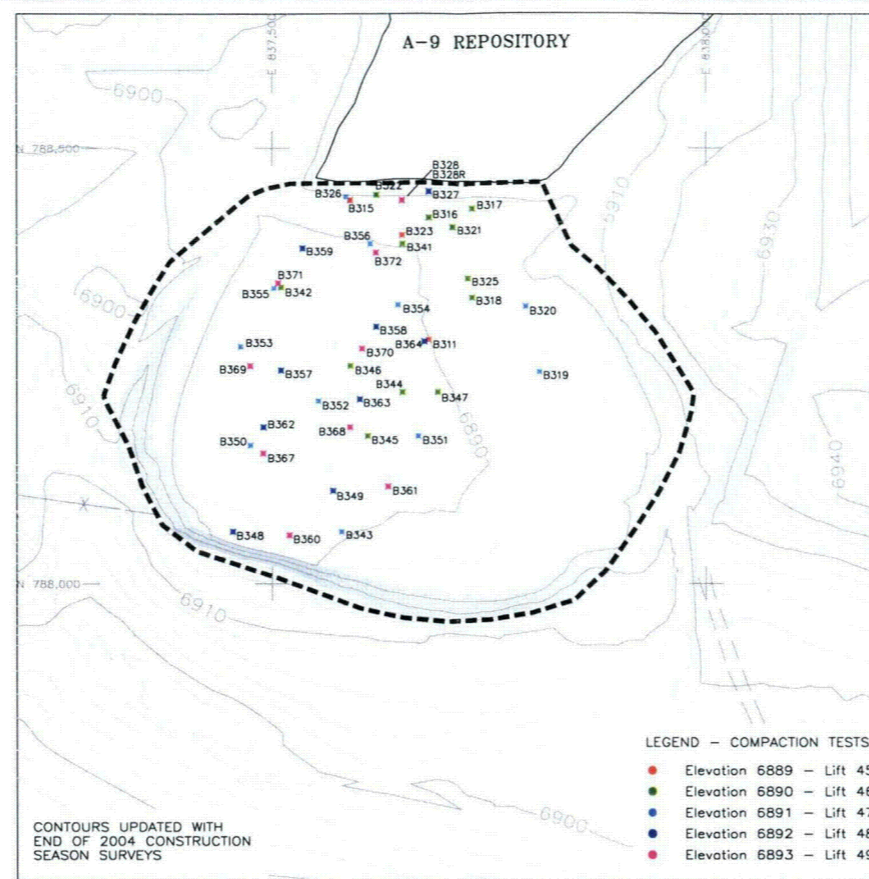 A-9 REPOSITORY
E 837,500
E 838,000
6900
N 788,500
6910
6930
B328
B328R
B322
B327
B326
B315
B317
B316
B321
B323
B356
B341
B359
B372
B371
B355
B342
B325
B318
B320
B354
6900
B358
B364
B311
B353
B370
B369
B357
B346
B319
B344
B347
B352
B363
6910
6890
B362
B368
B345
B351
B350
B367
6940
B349
B361
X
B348
B360
B343
N 788,000
6910
LEGEND – COMPACTION TESTS
Elevation 6889 – Lift 45
Elevation 6890 – Lift 46
Elevation 6891 – Lift 47
Elevation 6892 – Lift 48
Elevation 6893 – Lift 49
6900
CONTOURS UPDATED WITH
END OF 2004 CONSTRUCTION
SEASON SURVEYS